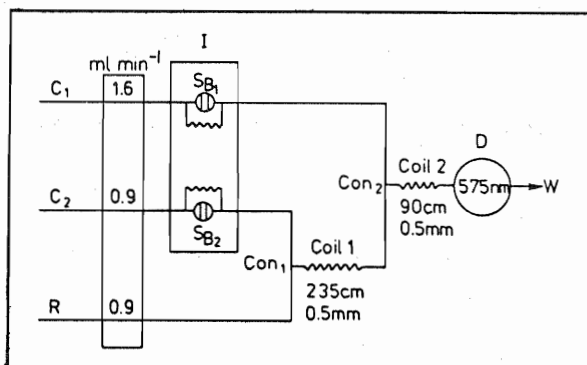 I
ml min⁻¹
C₁ 1.6 S_B₁
D
Coil 2
Con₂ 575nm W
90cm
0.5mm
C₂ 0.9
S_B₂
Coil 1
Con₁
235cm
0.5mm
R 0.9